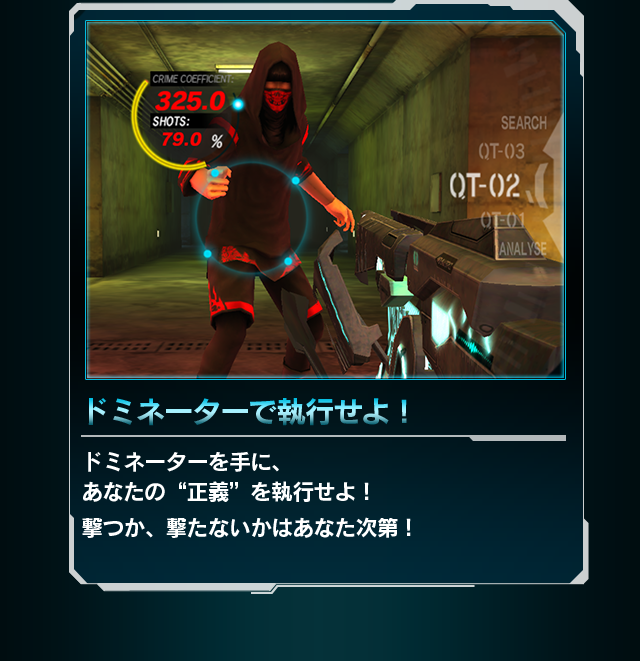 CRIME COEFFICIENT:
325.0
SHOTS:
79.0 %
SEARCH
QT-03
QT-02
QT-01
ANALYSE
ドミネーターで執行せよ！
ドミネーターを手に、
あなたの“正義”を執行せよ！
撃つか、撃たないかはあなた次第！